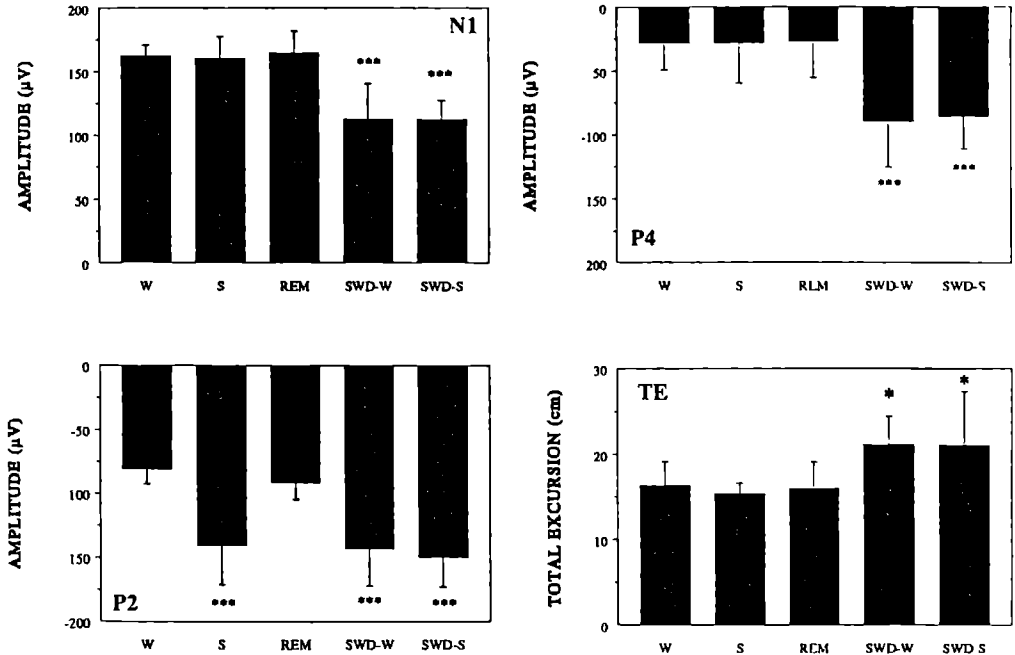 200
N1
150
***
***
100
50
0
AMPLITUDE (µV)
W S REM SWD-W SWD-S
0
50
-100
150
200
AMPLITUDE (µV)
***
***
P4
W S RLM SWD-W SWD-S
0
-50
100
150
-200
AMPLITUDE (µV)
P2
***
***
***
W S REM SWD-W SWD-S
30
TE
*
*
20
10
0
TOTAL EXCURSION (cm)
W S RLM SWD-W SWD S